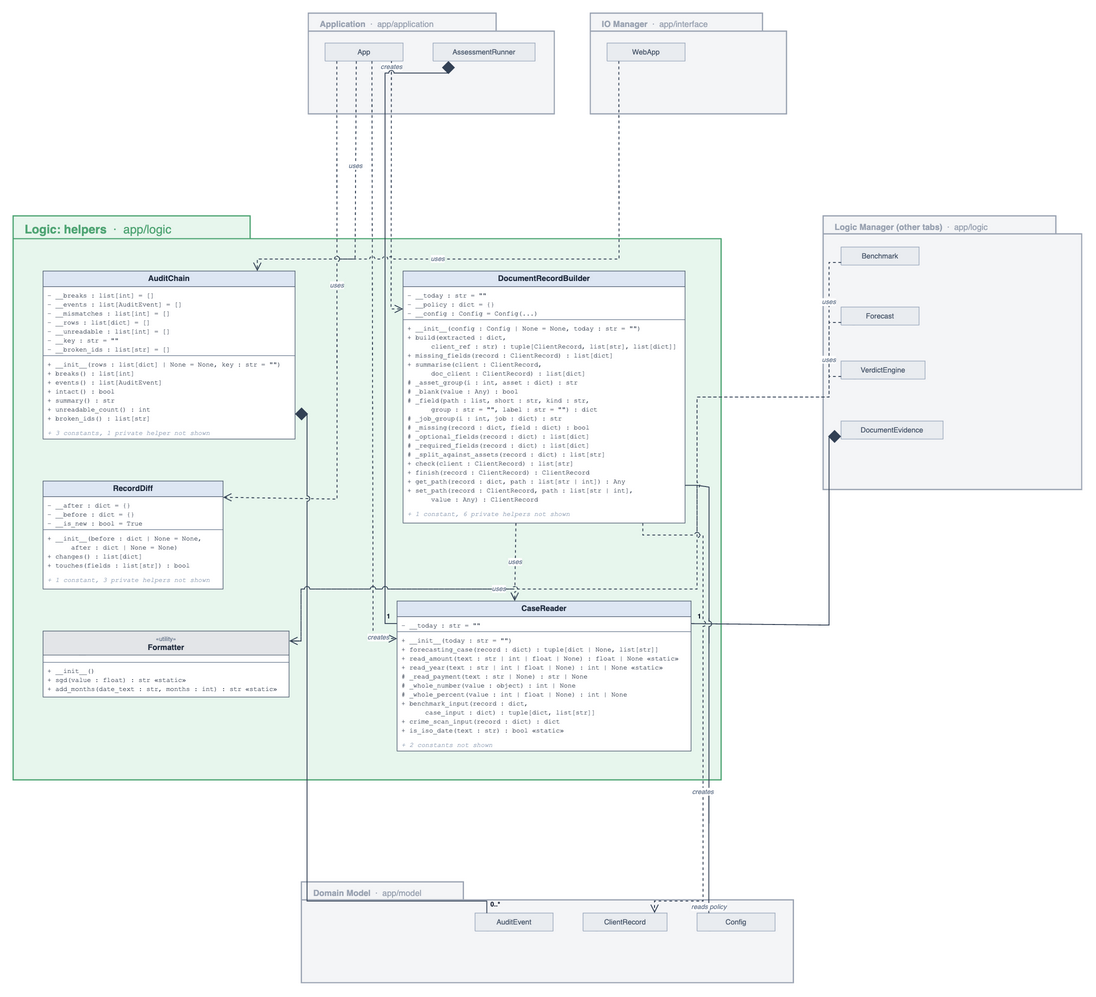 Application · app/application
App
AssessmentRunner
creates
IO Manager · app/interface
WebApp
uses
Logic: helpers · app/logic
uses
uses
AuditChain
- __breaks : list[int] = []
- __events : list[AuditEvent] = []
- __mismatches : list[int] = []
- __rows : list[dict] = []
- __unreadable : list[int] = []
- __key : str = ""
- __broken_ids : list[str] = []
+ __init__(rows : list[dict] | None = None, key : str = "")
+ breaks() : list[int]
+ events() : list[AuditEvent]
+ intact() : bool
+ summary() : str
+ unreadable_count() : int
+ broken_ids() : list[str]
+ 3 constants, 1 private helper not shown
DocumentRecordBuilder
- __today : str = ""
- __policy : dict = {}
- __config : Config = Config(...)
+ __init__(config : Config | None = None, today : str = "")
+ build(extracted : dict,
client_ref : str) : tuple[ClientRecord, list[str], list[dict]]
+ missing_fields(record : ClientRecord) : list[dict]
+ summarise(client : ClientRecord,
doc_client : ClientRecord) : list[dict]
# _asset_group(i : int, asset : dict) : str
# _blank(value : Any) : bool
# _field(path : list, short : str, kind : str,
group : str = "", label : str = "") : dict
# _job_group(i : int, job : dict) : str
# _missing(record : dict, field : dict) : bool
# _optional_fields(record : dict) : list[dict]
# _required_fields(record : dict) : list[dict]
# _split_against_assets(record : dict) : list[str]
+ check(client : ClientRecord) : list[str]
+ finish(record : ClientRecord) : ClientRecord
+ get_path(record : dict, path : list[str | int]) : Any
+ set_path(record : ClientRecord, path : list[str | int],
value : Any) : ClientRecord
+ 1 constant, 6 private helpers not shown
Logic Manager (other tabs) · app/logic
Benchmark
uses
Forecast
uses
VerdictEngine
DocumentEvidence
RecordDiff
- __after : dict = {}
- __before : dict = {}
- __is_new : bool = True
+ __init__(before : dict | None = None,
after : dict | None = None)
+ changes() : list[dict]
+ touches(fields : list[str]) : bool
+ 1 constant, 3 private helpers not shown
uses
uses
«utility»
Formatter
+ __init__()
+ sgd(value : float) : str «static»
+ add_months(date_text : str, months : int) : str «static»
1
1
creates
CaseReader
- __today : str = ""
+ __init__(today : str = "")
+ forecasting_case(record : dict) : tuple[dict | None, list[str]]
+ read_amount(text : str | int | float | None) : float | None «static»
+ read_year(text : str | int | float | None) : int | None «static»
# _read_payment(text : str | None) : str | None
# _whole_number(value : object) : int | None
# _whole_percent(value : int | float | None) : int | None
+ benchmark_input(record : dict,
case_input : dict) : tuple[dict, list[str]]
+ crime_scan_input(record : dict) : dict
+ is_iso_date(text : str) : bool «static»
+ 2 constants not shown
creates
Domain Model · app/model
0..*
reads policy
AuditEvent
ClientRecord
Config